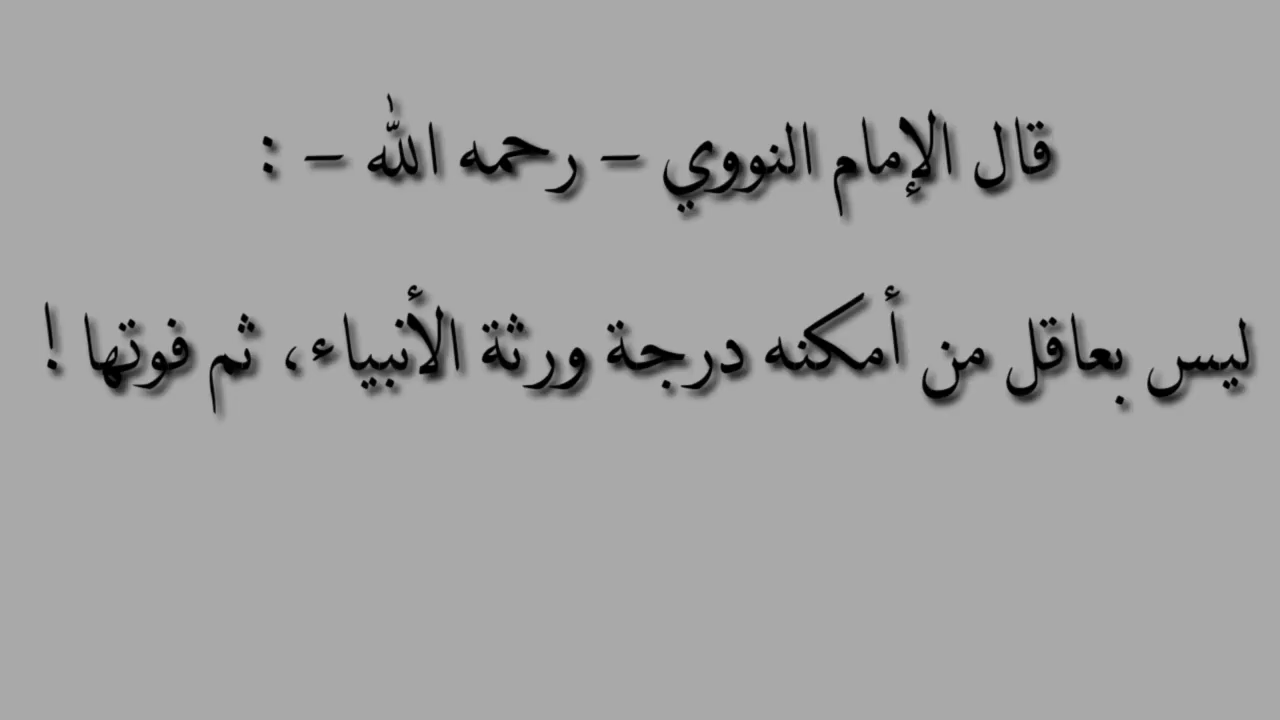 قال الإمام النووي – رحمه الله – :
ليس بعاقل من أمكنه درجة ورثة الأنبياء، ثم فوتها !